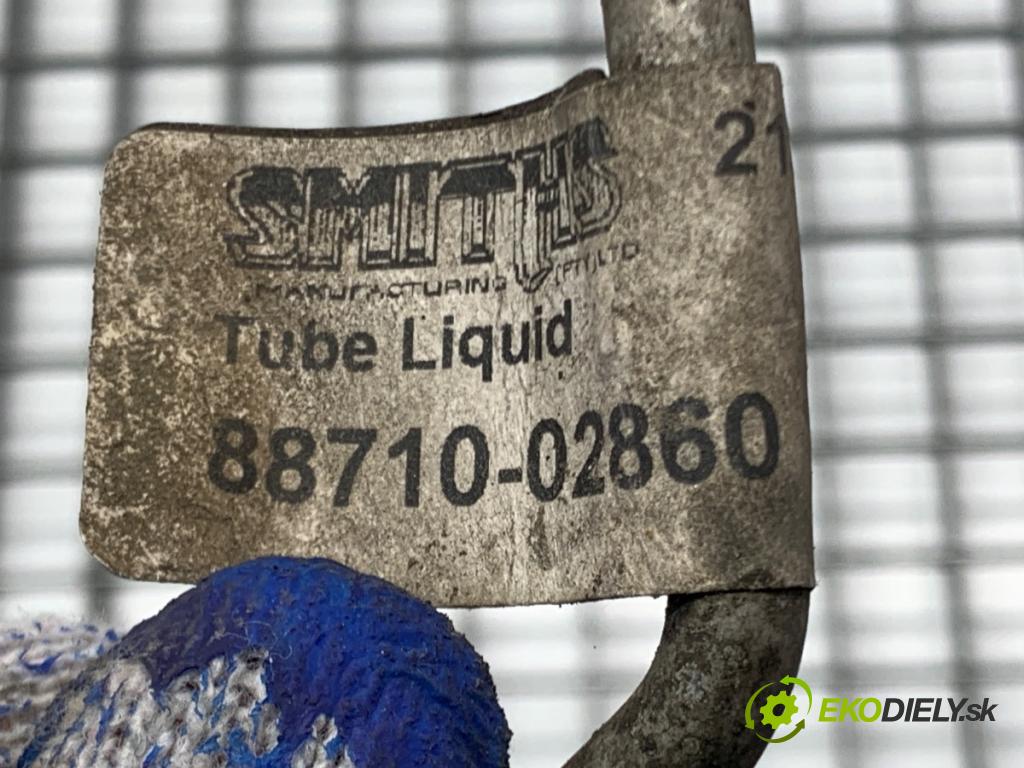 21
SMITHS
MANUFACTURING (PTY) LTD
Tube Liquid
88710-02860
EKODIELY.sk